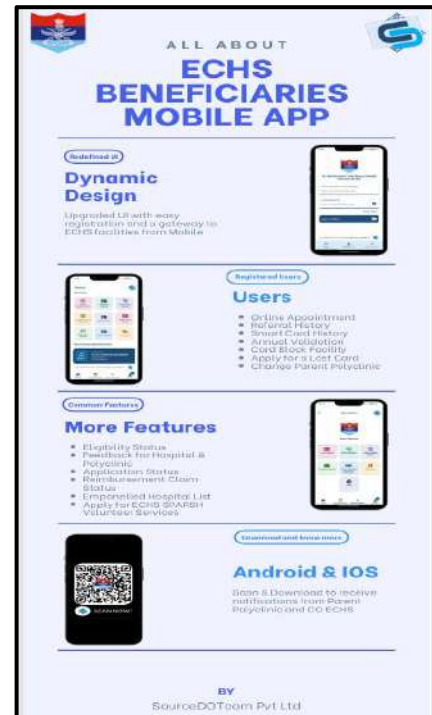 ALL ABOUT
ECHS
BENEFICIARIES
MOBILE APP
Redefined UI
Dynamic
Design
Upgraded UI with easy
registration and a gateway to
ECHS facilities from Mobile
Registered Users
Users
Online Appointment
Referral History
Smart Card History
Annual Validation
Card Block Facility
Apply for a Lost Card
Change Parent Polyclinic
Common Features
More Features
Eligibility Status
Feedback for Hospital &
Polyclinic
Application Status
Reimbursement Claim
Status
Empanelled Hospital List
Apply for ECHS SPARSH
Volunteer Services
Download and know more
Android & IOS
Scan & Download to receive
notifications from Parent
Polyclinic and CO ECHS
SCAN NOW!
BY
SourceDOTcom Pvt Ltd